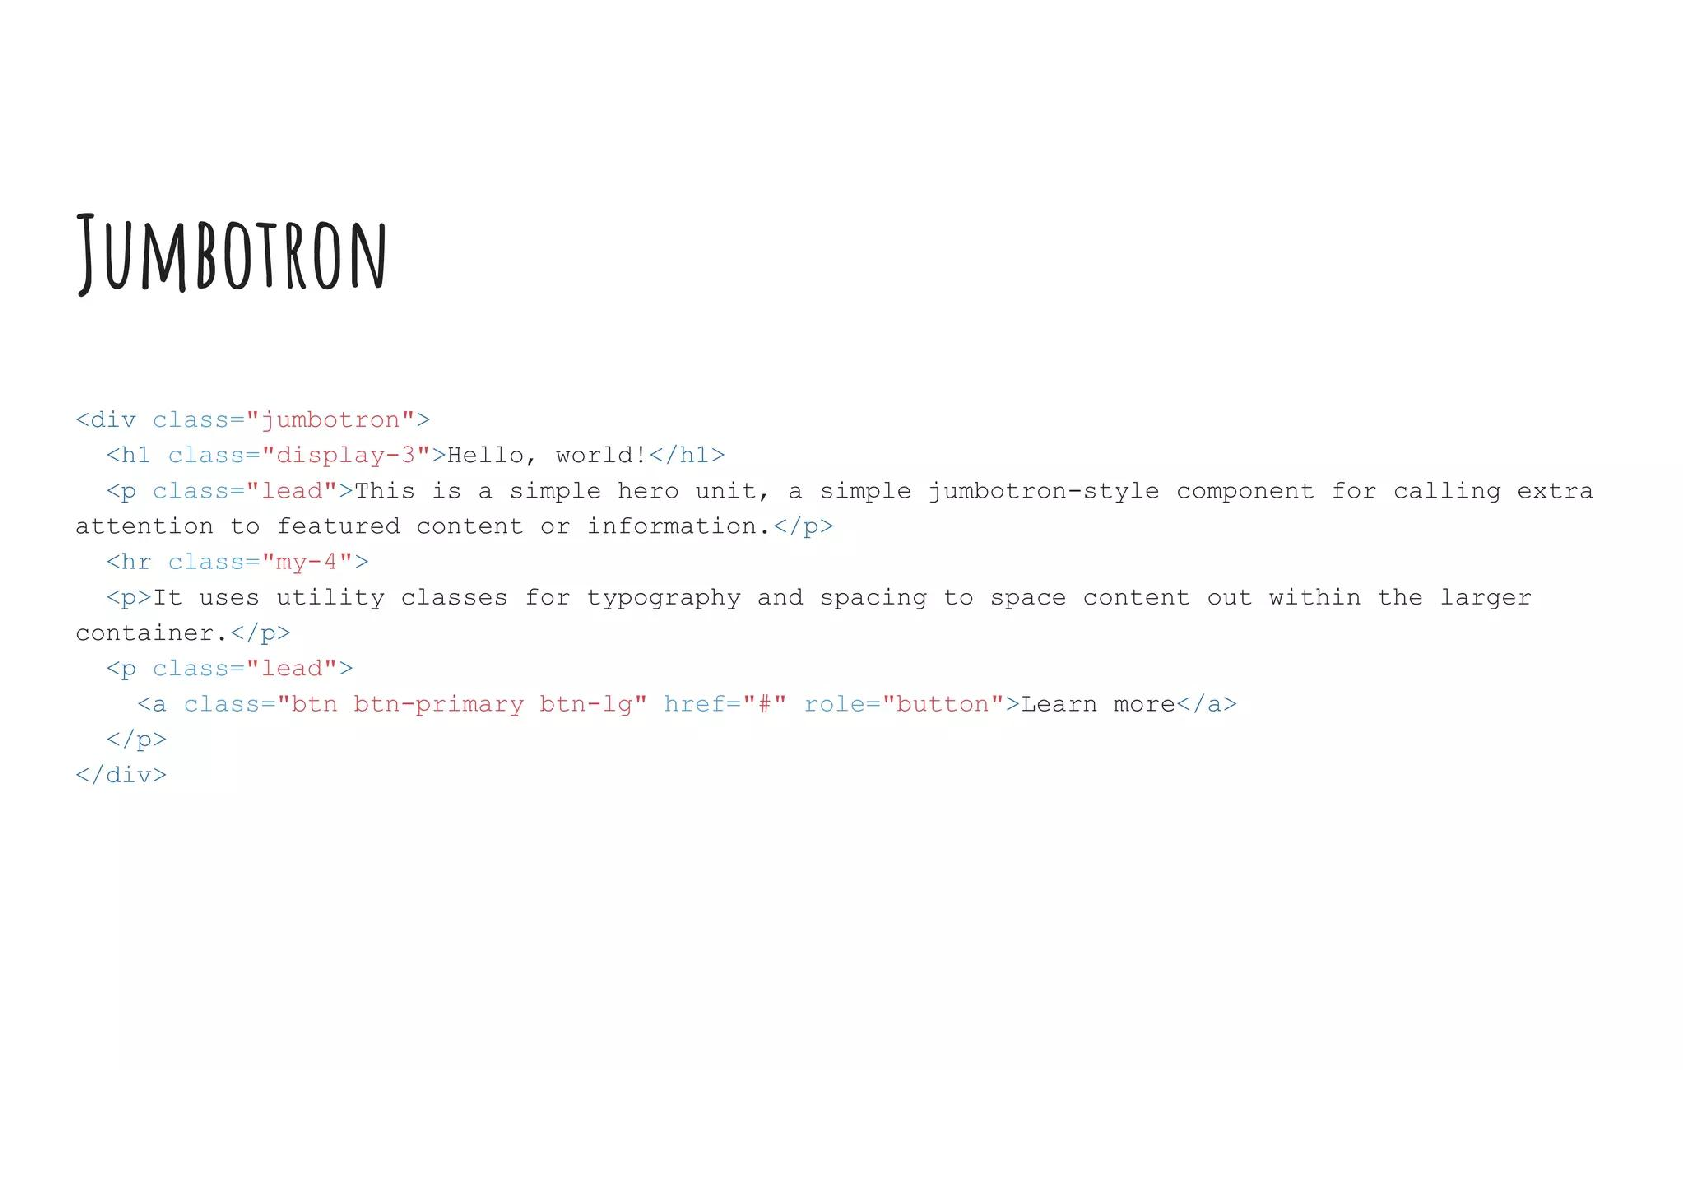 Jumbotron
<div class="jumbotron">
  <h1 class="display-3">Hello, world!</h1>
  <p class="lead">This is a simple hero unit, a simple jumbotron-style component for calling extra
attention to featured content or information.</p>
  <hr class="my-4">
  <p>It uses utility classes for typography and spacing to space content out within the larger
container.</p>
  <p class="lead">
    <a class="btn btn-primary btn-lg" href="#" role="button">Learn more</a>
  </p>
</div>